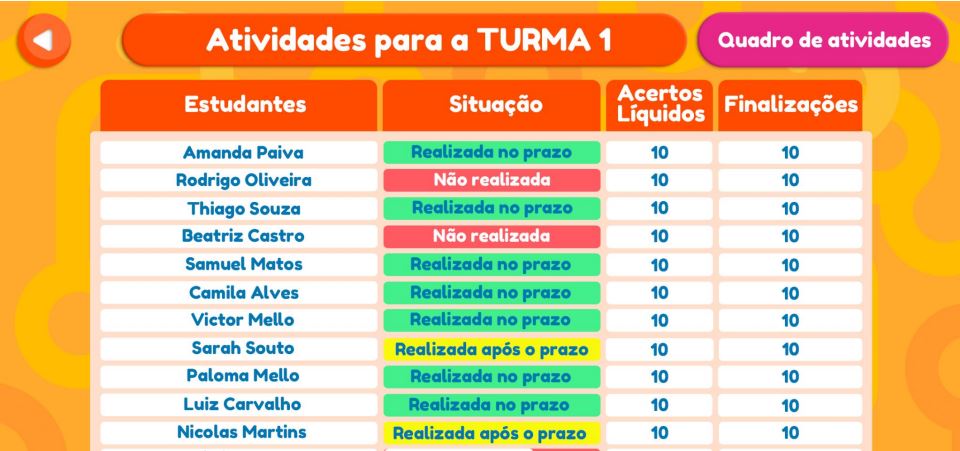 Atividades para a TURMA 1
Quadro de atividades
Estudantes Situação Acertos Líquidos Finalizações
Amanda Paiva Realizada no prazo 10 10
Rodrigo Oliveira Não realizada 10 10
Thiago Souza Realizada no prazo 10 10
Beatriz Castro Não realizada 10 10
Samuel Matos Realizada no prazo 10 10
Camila Alves Realizada no prazo 10 10
Victor Mello Realizada no prazo 10 10
Sarah Souto Realizada após o prazo 10 10
Paloma Mello Realizada no prazo 10 10
Luiz Carvalho Realizada no prazo 10 10
Nicolas Martins Realizada após o prazo 10 10